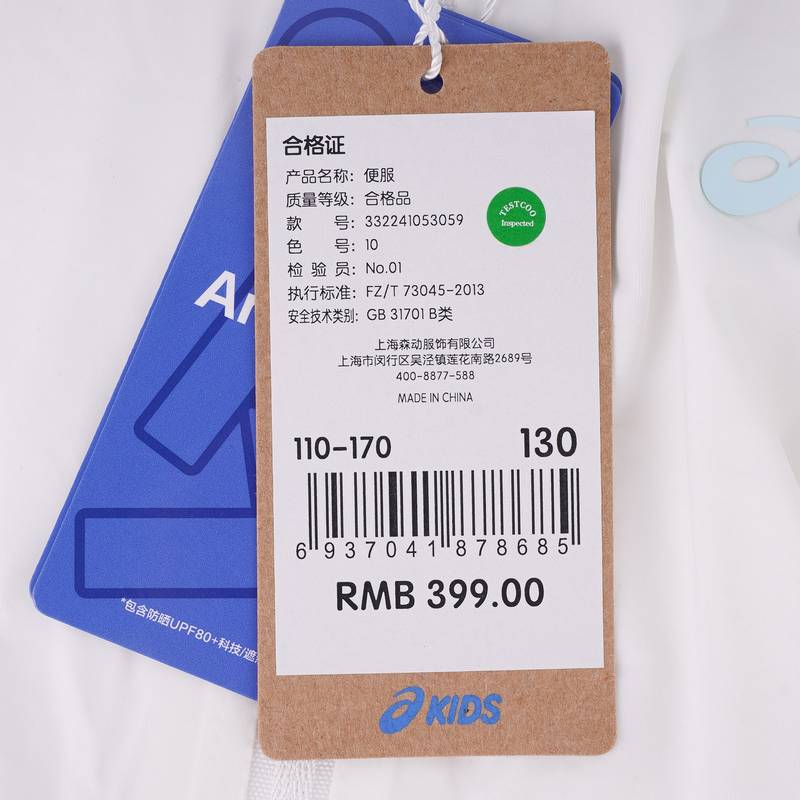 合格证
产品名称: 便服
质量等级: 合格品
款 号: 332241053059
色 号: 10
检 验 员: No.01
执行标准: FZ/T 73045-2013
安全技术类别: GB 31701 B类
TESTCOO
Inspected
上海森动服饰有限公司
上海市闵行区吴泾镇莲花南路2689号
400-8877-588
MADE IN CHINA
110-170 130
6 937041 878685
RMB 399.00
KIDS
*包含防晒UPF80+科技/遮